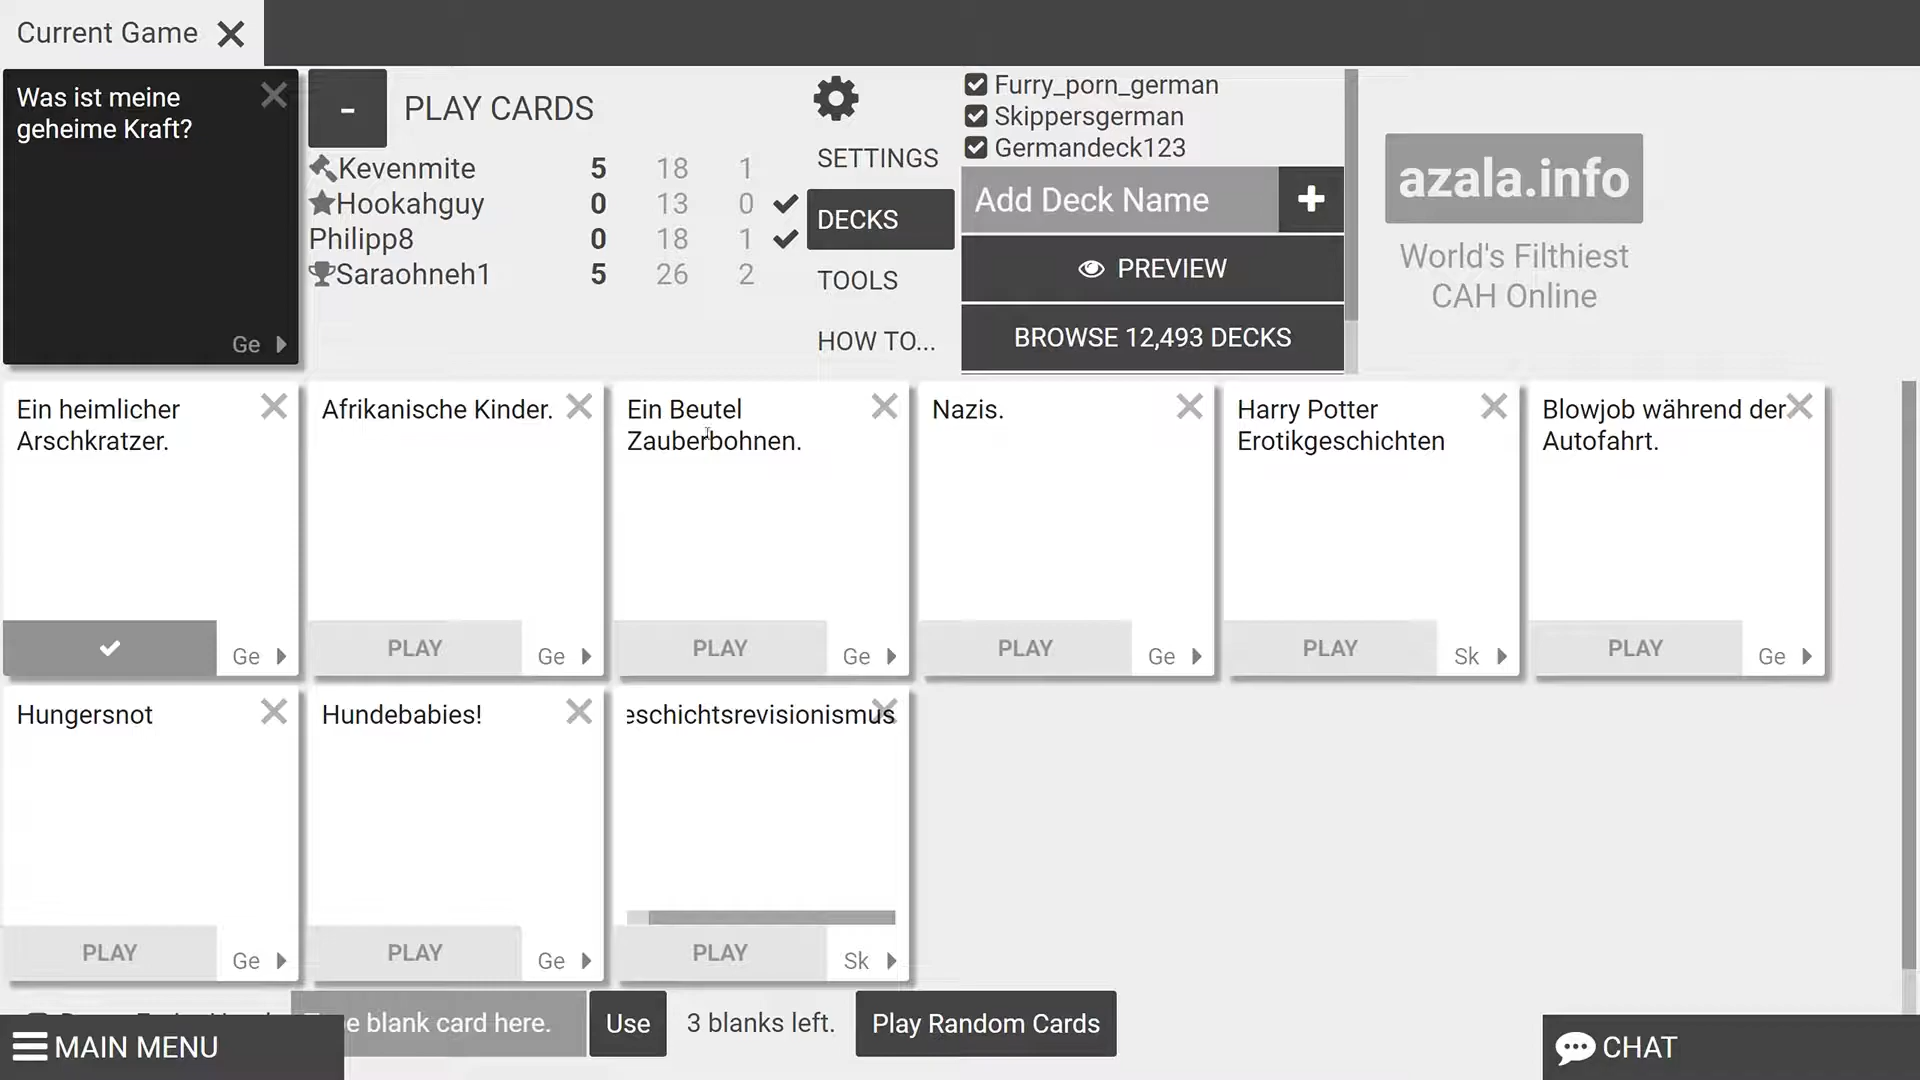 Current Game
Was ist meine
geheime Kraft?
Ge
-
PLAY CARDS
Kevenmite 5 18 1
Hookahguy 0 13 0
Philipp8 0 18 1
Saraohneh1 5 26 2
SETTINGS
DECKS
TOOLS
HOW TO...
Furry_porn_german
Skippersgerman
Germandeck123
Add Deck Name
PREVIEW
BROWSE 12,493 DECKS
azala.info
World's Filthiest
CAH Online
Ein heimlicher
Arschkratzer.
Ge
Afrikanische Kinder.
PLAY
Ge
Ein Beutel
Zauberbohnen.
PLAY
Ge
Nazis.
PLAY
Ge
Harry Potter
Erotikgeschichten
PLAY
Sk
Blowjob während der
Autofahrt.
PLAY
Ge
Hungersnot
PLAY
Ge
Hundebabies!
PLAY
Ge
eschichtsrevisionismus
PLAY
Sk
blank card here.
Use
3 blanks left.
Play Random Cards
MAIN MENU
CHAT